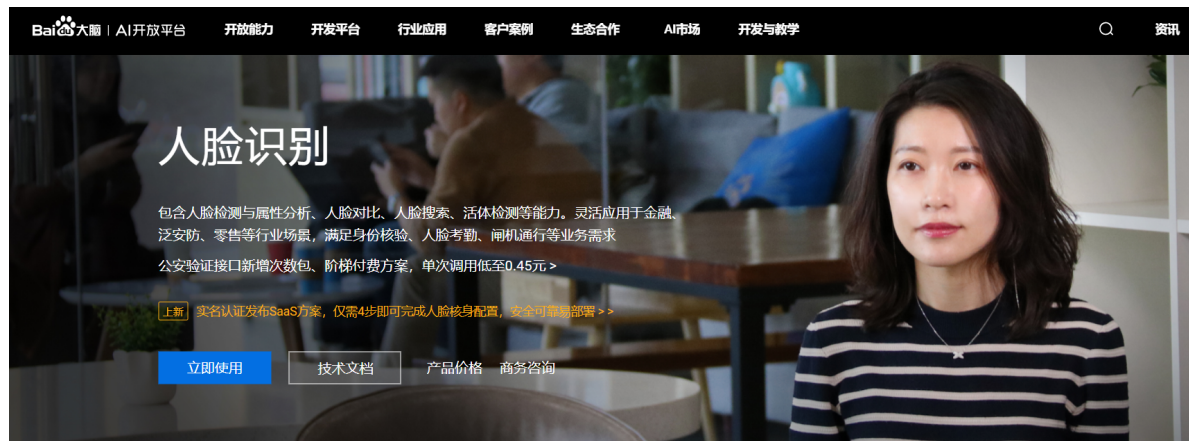 Bai du 大脑 | AI开放平台 开放能力 开发平台 行业应用 客户案例 生态合作 AI市场 开发与教学 资讯
人脸识别
包含人脸检测与属性分析、人脸对比、人脸搜索、活体检测等能力。灵活应用于金融、
泛安防、零售等行业场景，满足身份核验、人脸考勤、闸机通行等业务需求
公安验证接口新增次数包、阶梯付费方案，单次调用低至0.45元 >
上新 实名认证发布SaaS方案，仅需4步即可完成人脸核身配置，安全可靠易部署 > >
立即使用 技术文档 产品价格 商务咨询